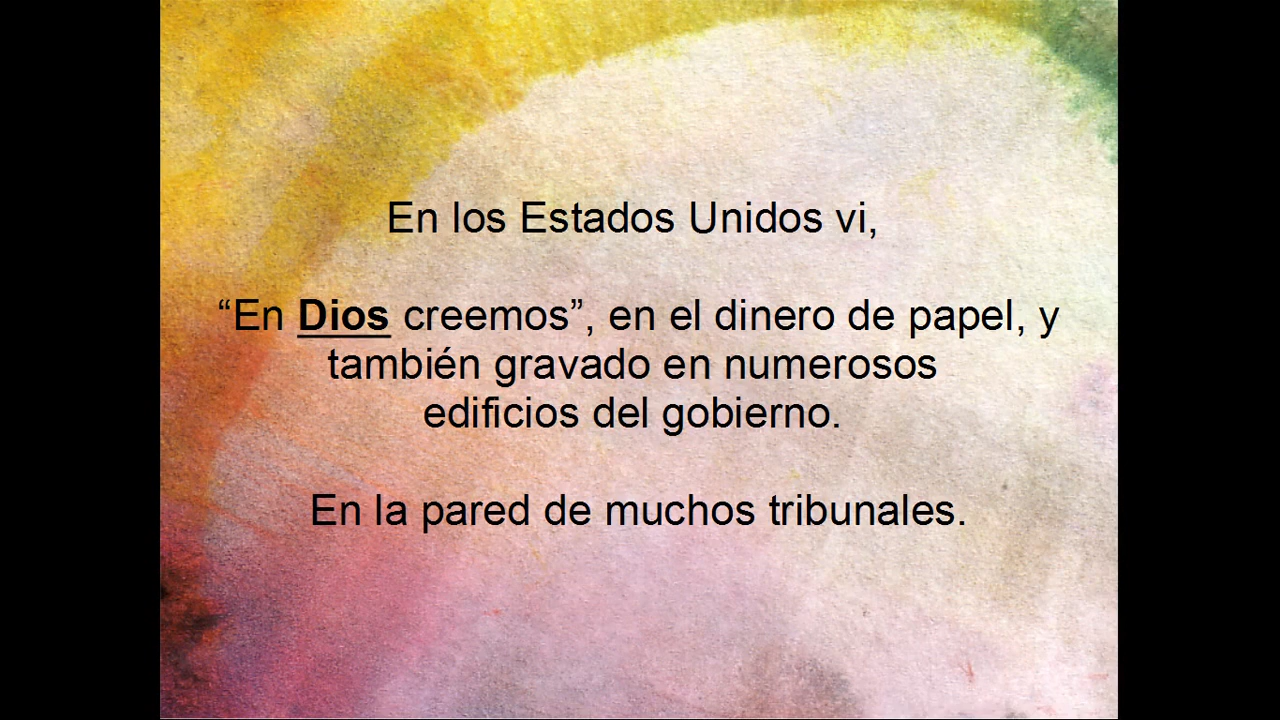 En los Estados Unidos vi,
“En Dios creemos”, en el dinero de papel, y
también gravado en numerosos
edificios del gobierno.
En la pared de muchos tribunales.